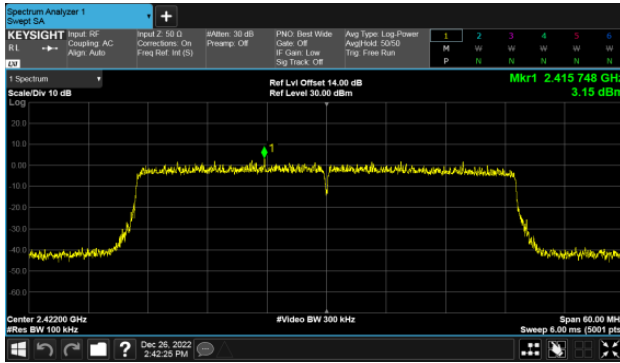 Spectrum Analyzer 1
Swept SA
+
KEYSIGHT Input: RF Input Z: 50 Ω #Atten: 30 dB PNO: Best Wide Avg Type: Log-Power 1 2 3 4 5 6
RL Coupling: AC Corrections: On Preamp: Off Gate: Off Avg|Hold: 50/50 M W W W W W
Align: Auto Freq Ref: Int (S) IF Gain: Low Trig: Free Run
Sig Track: Off P N N N N N
LXI
1 Spectrum Ref Lvl Offset 14.00 dB Mkr1 2.415 748 GHz
Scale/Div 10 dB Ref Level 30.00 dBm 3.15 dBm
Log
20.0
10.0
1
0.00
-10.0
-20.0
-30.0
-40.0
-50.0
-60.0
Center 2.42200 GHz #Video BW 300 kHz Span 60.00 MH
#Res BW 100 kHz Sweep 6.00 ms (5001 pts
? Dec 26, 2022
2:42:25 PM